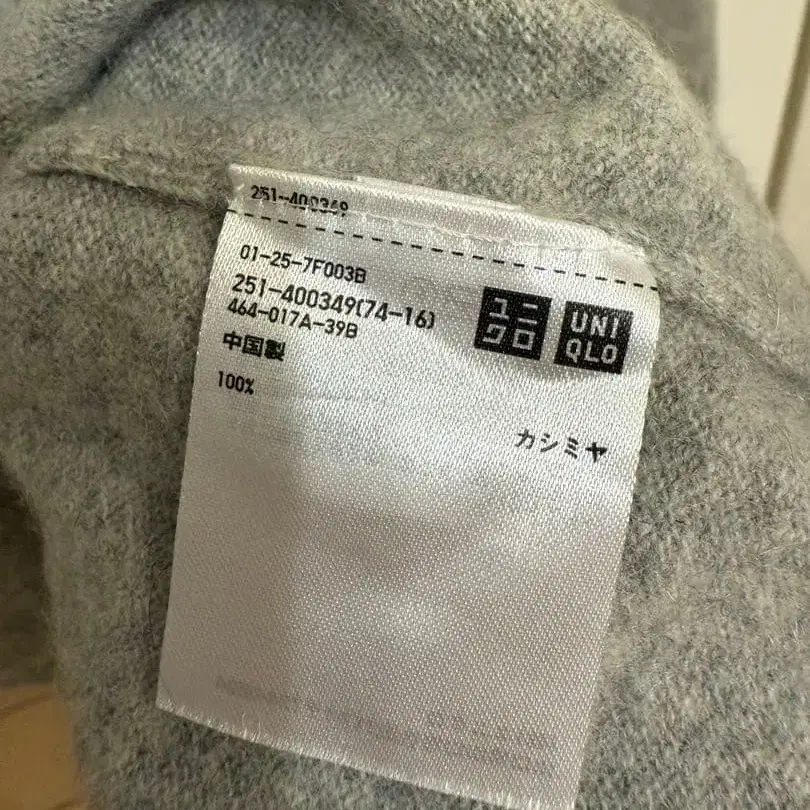 251-400349
01-25-7F003B
251-400349(74-16)
464-017A-39B
中国製
100%
カシミヤ
ユニ
クロ
UNI
QLO